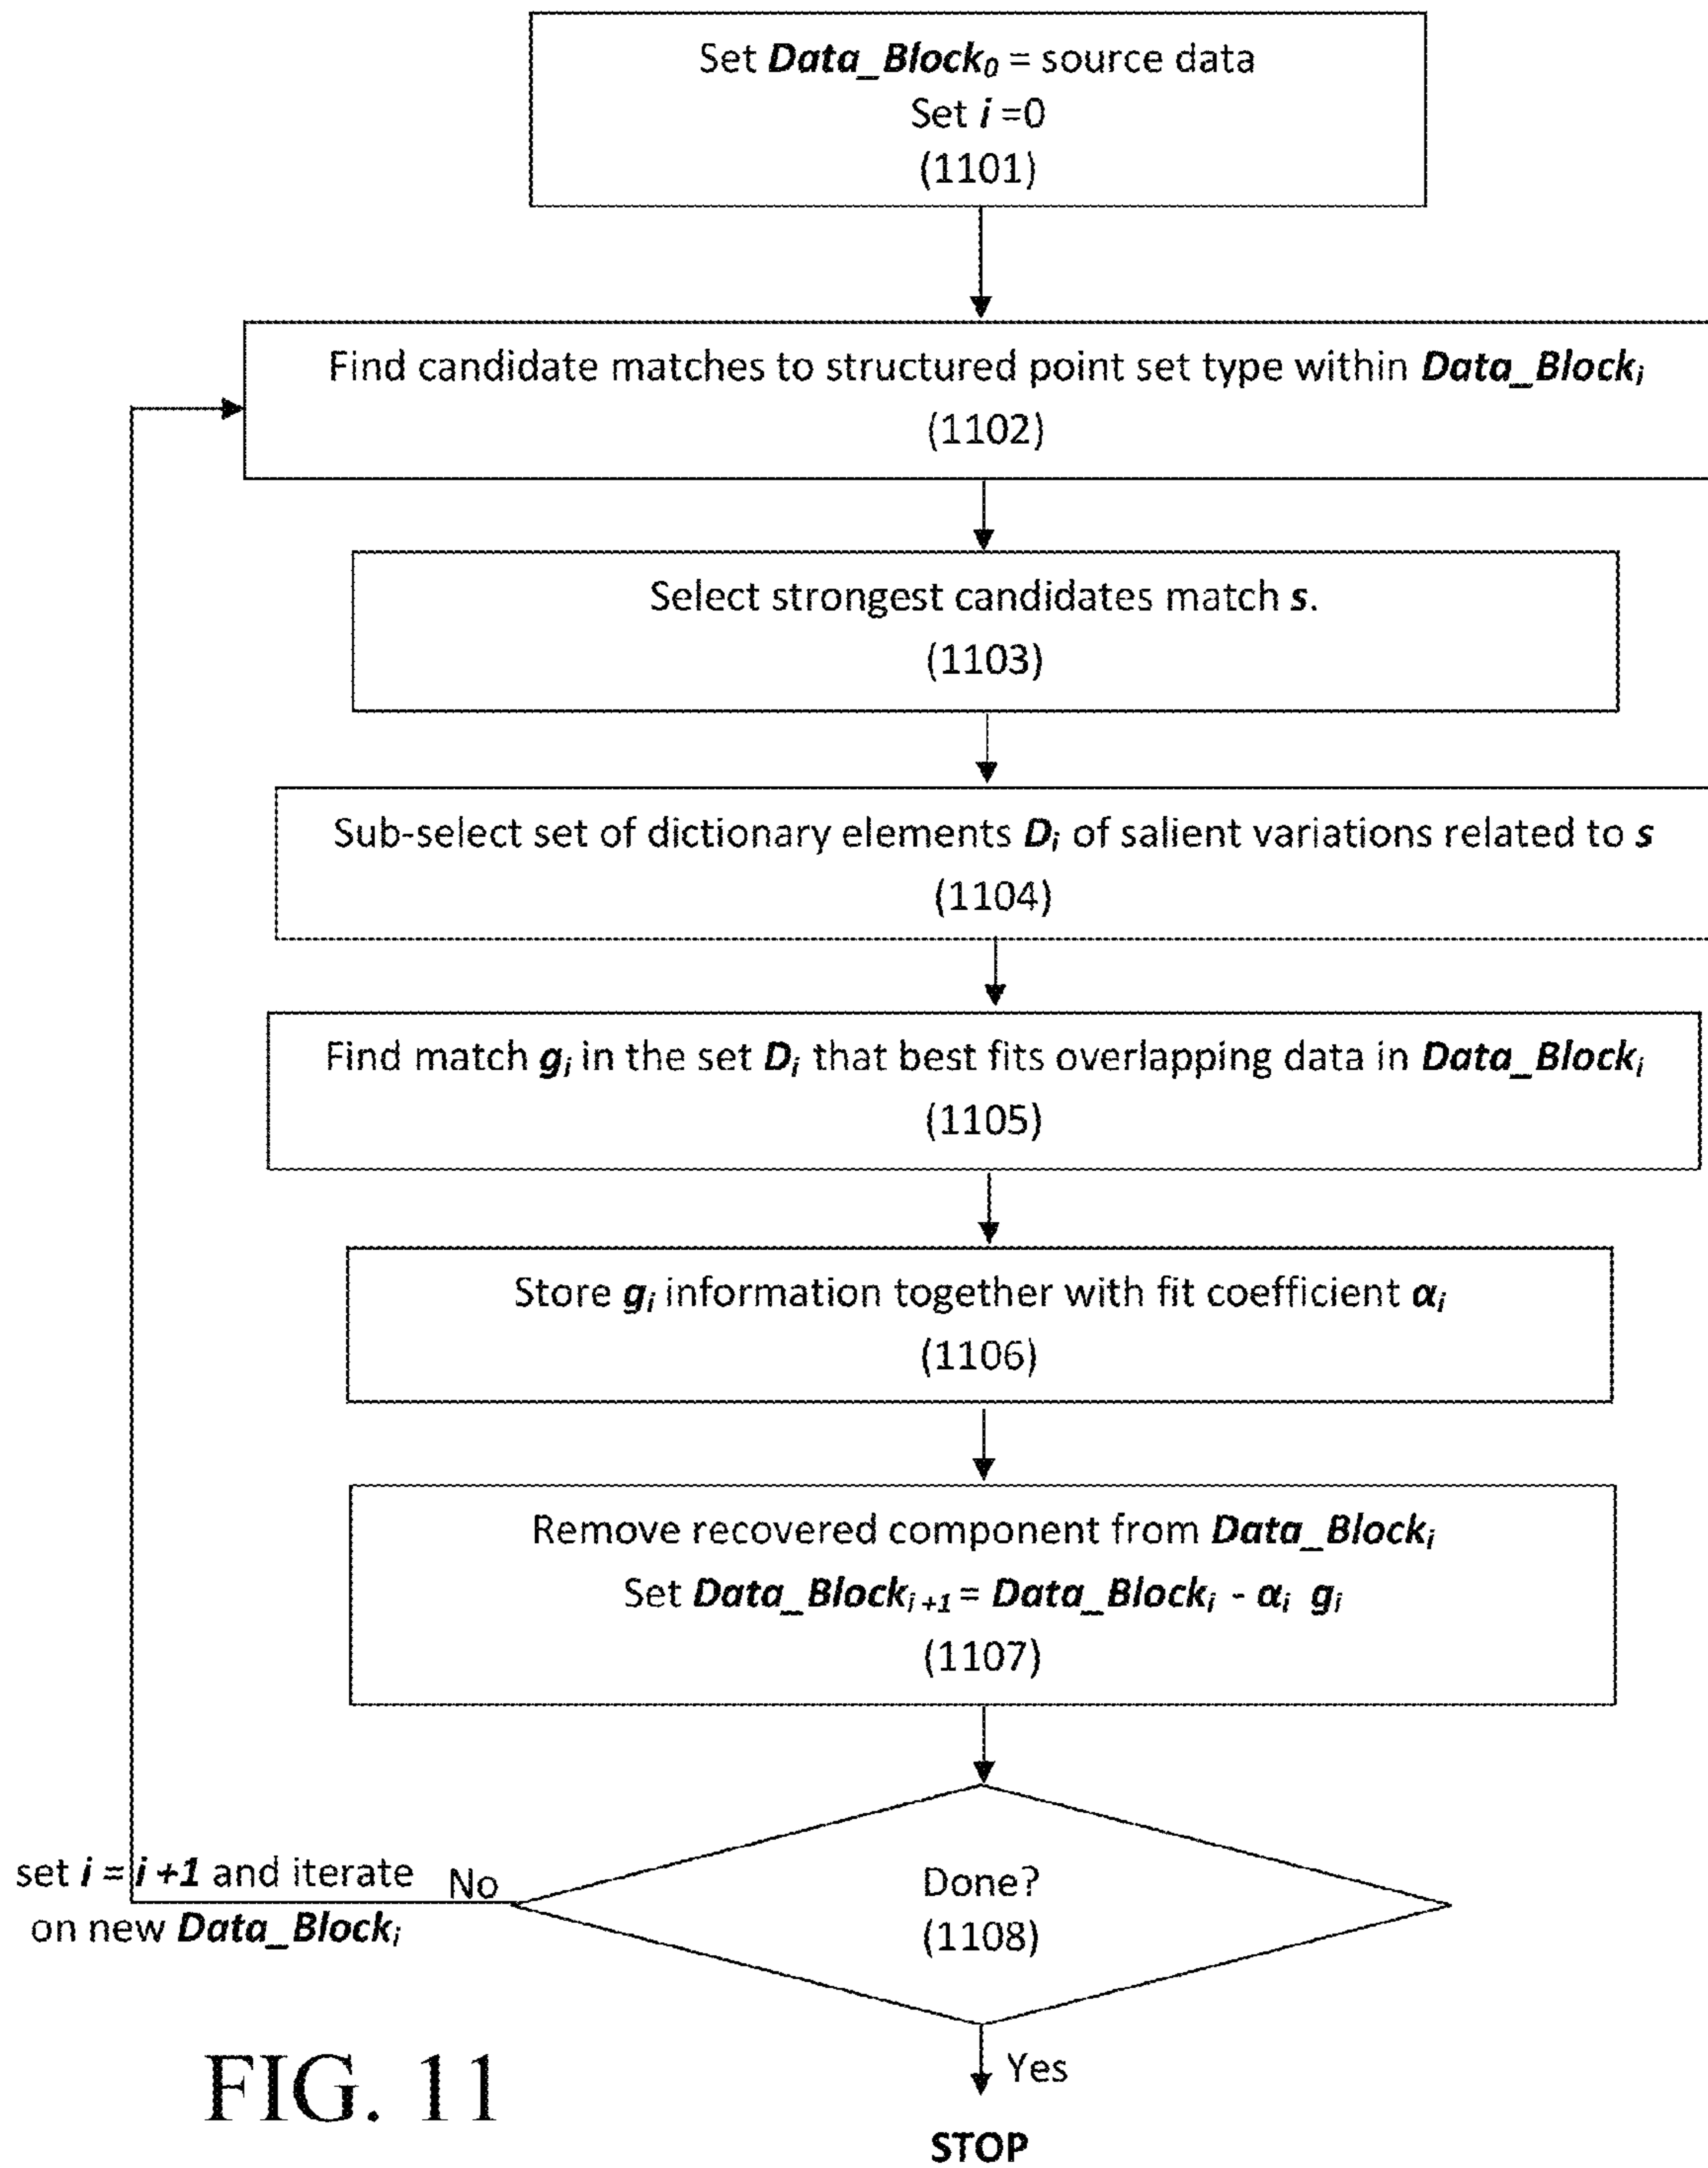 Set Data_Block₀ = source data
Set i =0
(1101)
Find candidate matches to structured point set type within Data_Blockᵢ
(1102)
Select strongest candidates match s.
(1103)
Sub-select set of dictionary elements Dᵢ of salient variations related to s
(1104)
Find match gᵢ in the set Dᵢ that best fits overlapping data in Data_Blockᵢ
(1105)
Store gᵢ information together with fit coefficient αᵢ
(1106)
Remove recovered component from Data_Blockᵢ
Set Data_Blockᵢ₊₁ = Data_Blockᵢ - αᵢ gᵢ
(1107)
set i = i +1 and iterate
on new Data_Blockᵢ
No
Done?
(1108)
Yes
STOP
FIG. 11